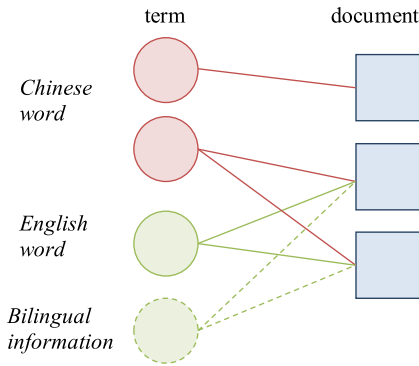 term
document
Chinese
word
English
word
Bilingual
information